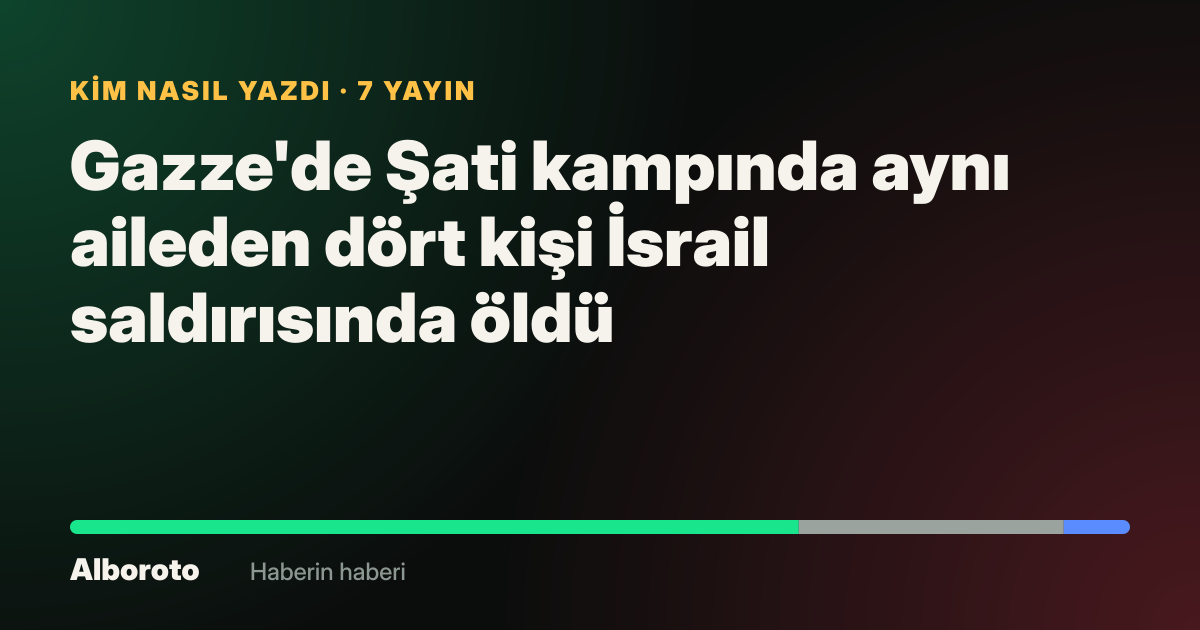 KİM NASIL YAZDI · 7 YAYIN
Gazze'de Şati kampında aynı
aileden dört kişi İsrail
saldırısında öldü
Alboroto
Haberin haberi